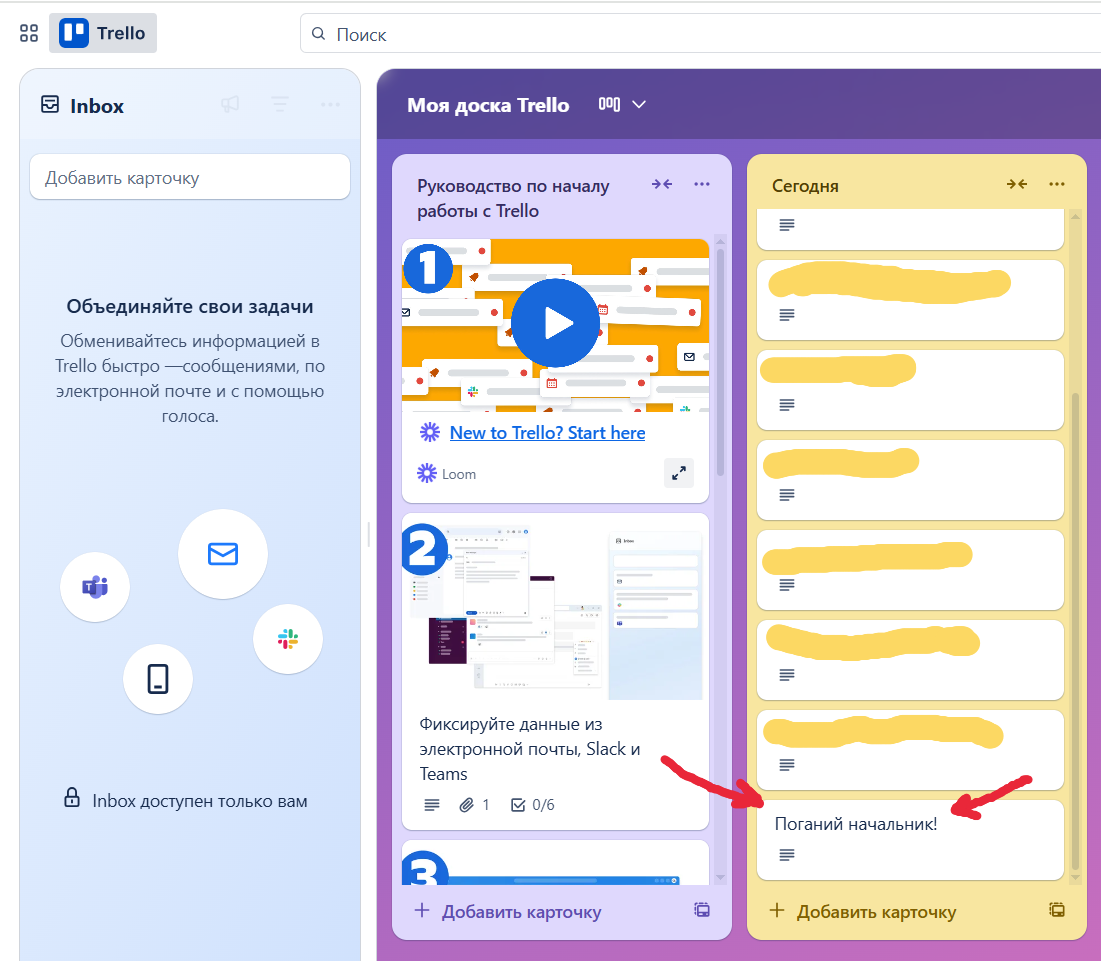 Trello
Поиск
Inbox
Добавить карточку
Объединяйте свои задачи
Обменивайтесь информацией в
Trello быстро —сообщениями, по
электронной почте и с помощью
голоса.
Inbox доступен только вам
Моя доска Trello
Руководство по началу
работы с Trello
1
New to Trello? Start here
Loom
2
Фиксируйте данные из
электронной почты, Slack и
Teams
1
0/6
3
Добавить карточку
Сегодня
Поганий начальник!
Добавить карточку